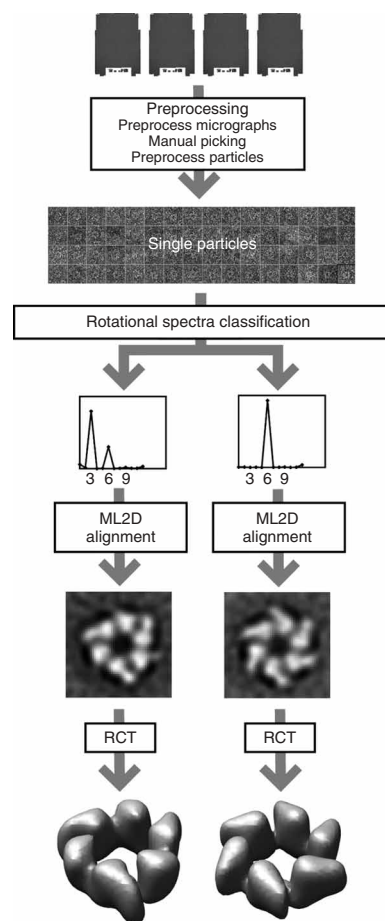 Preprocessing
Preprocess micrographs
Manual picking
Preprocess particles
Single particles
Rotational spectra classification
3 6 9
3 6 9
ML2D
alignment
ML2D
alignment
RCT
RCT